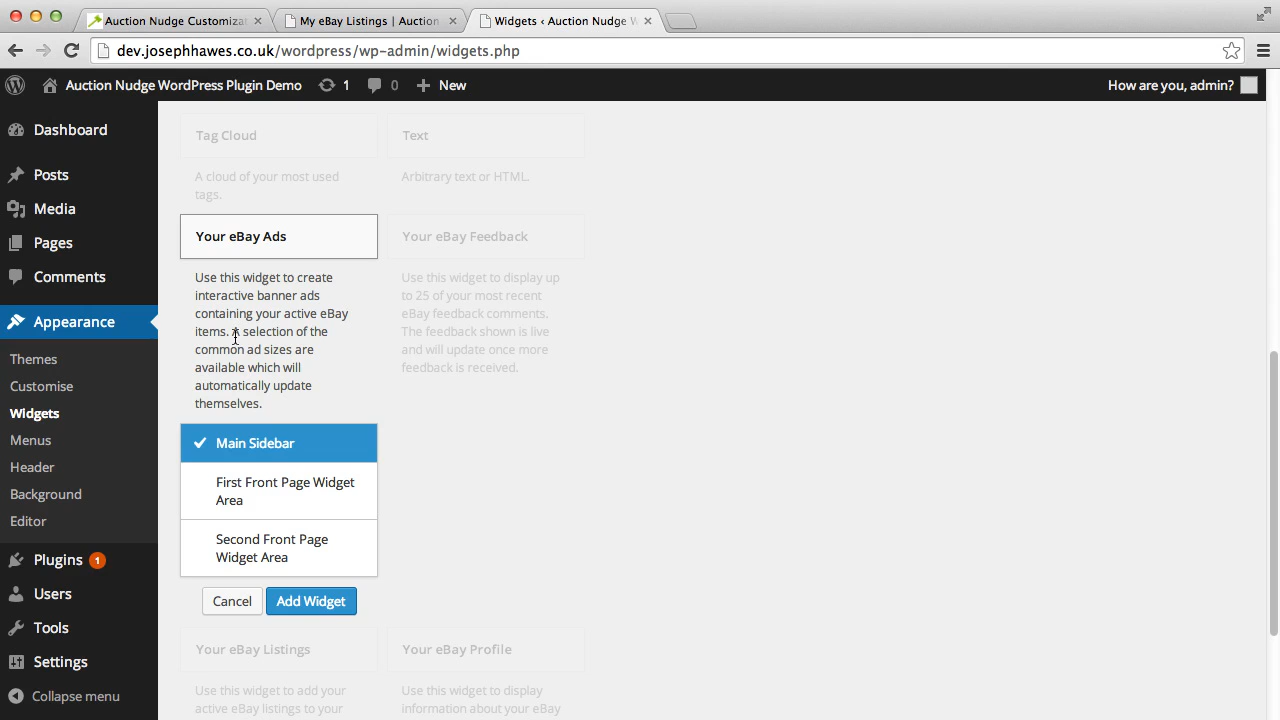 Auction Nudge Customizat
My eBay Listings | Auction
Widgets ‹ Auction Nudge W
dev.josephhawes.co.uk/wordpress/wp-admin/widgets.php
Auction Nudge WordPress Plugin Demo
1
0
New
How are you, admin?
Dashboard
Posts
Media
Pages
Comments
Appearance
Themes
Customise
Widgets
Menus
Header
Background
Editor
Plugins 1
Users
Tools
Settings
Collapse menu
Tag Cloud
A cloud of your most used
tags.
Text
Arbitrary text or HTML.
Your eBay Ads
Use this widget to create
interactive banner ads
containing your active eBay
items. A selection of the
common ad sizes are
available which will
automatically update
themselves.
Main Sidebar
First Front Page Widget
Area
Second Front Page
Widget Area
Cancel
Add Widget
Your eBay Feedback
Use this widget to display up
to 25 of your most recent
eBay feedback comments.
The feedback shown is live
and will update once more
feedback is received.
Your eBay Listings
Use this widget to add your
active eBay listings to your
Your eBay Profile
Use this widget to display
information about your eBay